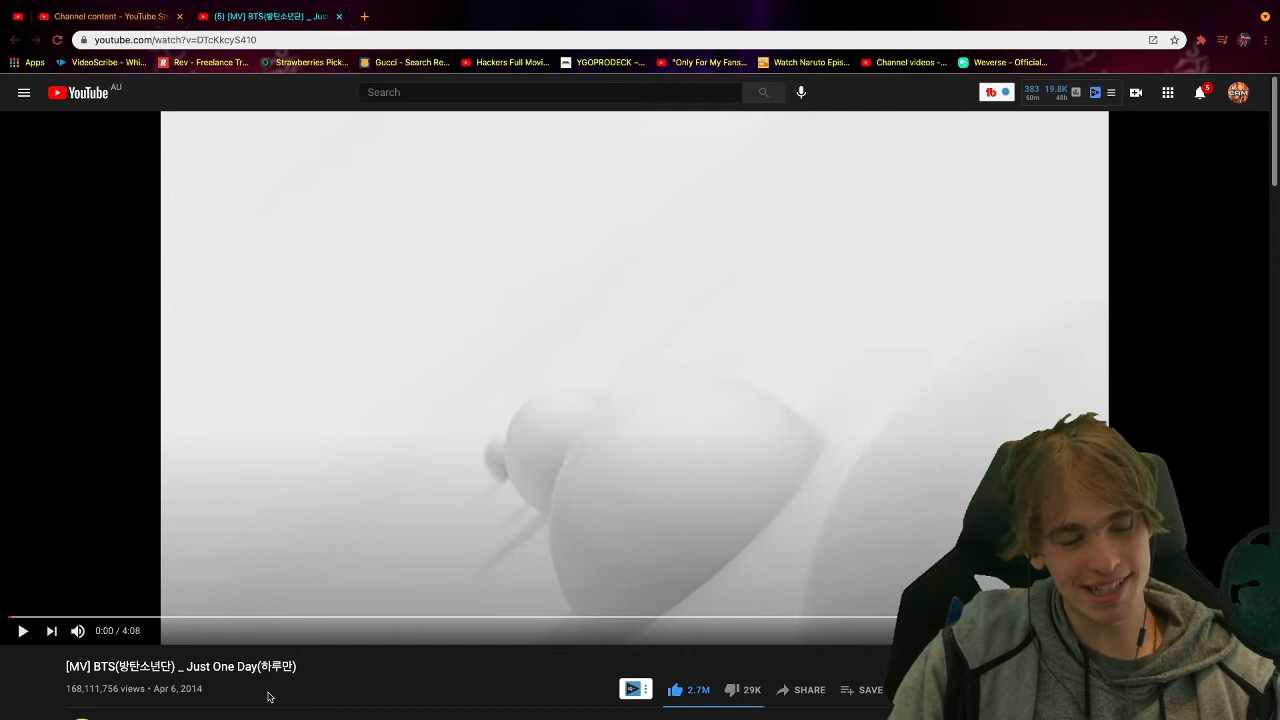 Channel content - YouTube Stu
(5) [MV] BTS(방탄소년단) _ Just
youtube.com/watch?v=DTcKkcyS410
Apps
VideoScribe - Whi...
Rev - Freelance Tr...
Strawberries Pick...
Gucci - Search Re...
Hackers Full Movi...
YGOPRODECK –...
"Only For My Fans...
Watch Naruto Epis...
Channel videos -...
Weverse - Official...
YouTube AU
Search
383 60m
19.8K 48h
5
0:00 / 4:08
[MV] BTS(방탄소년단) _ Just One Day(하루만)
168,111,756 views • Apr 6, 2014
2.7M
29K
SHARE
SAVE